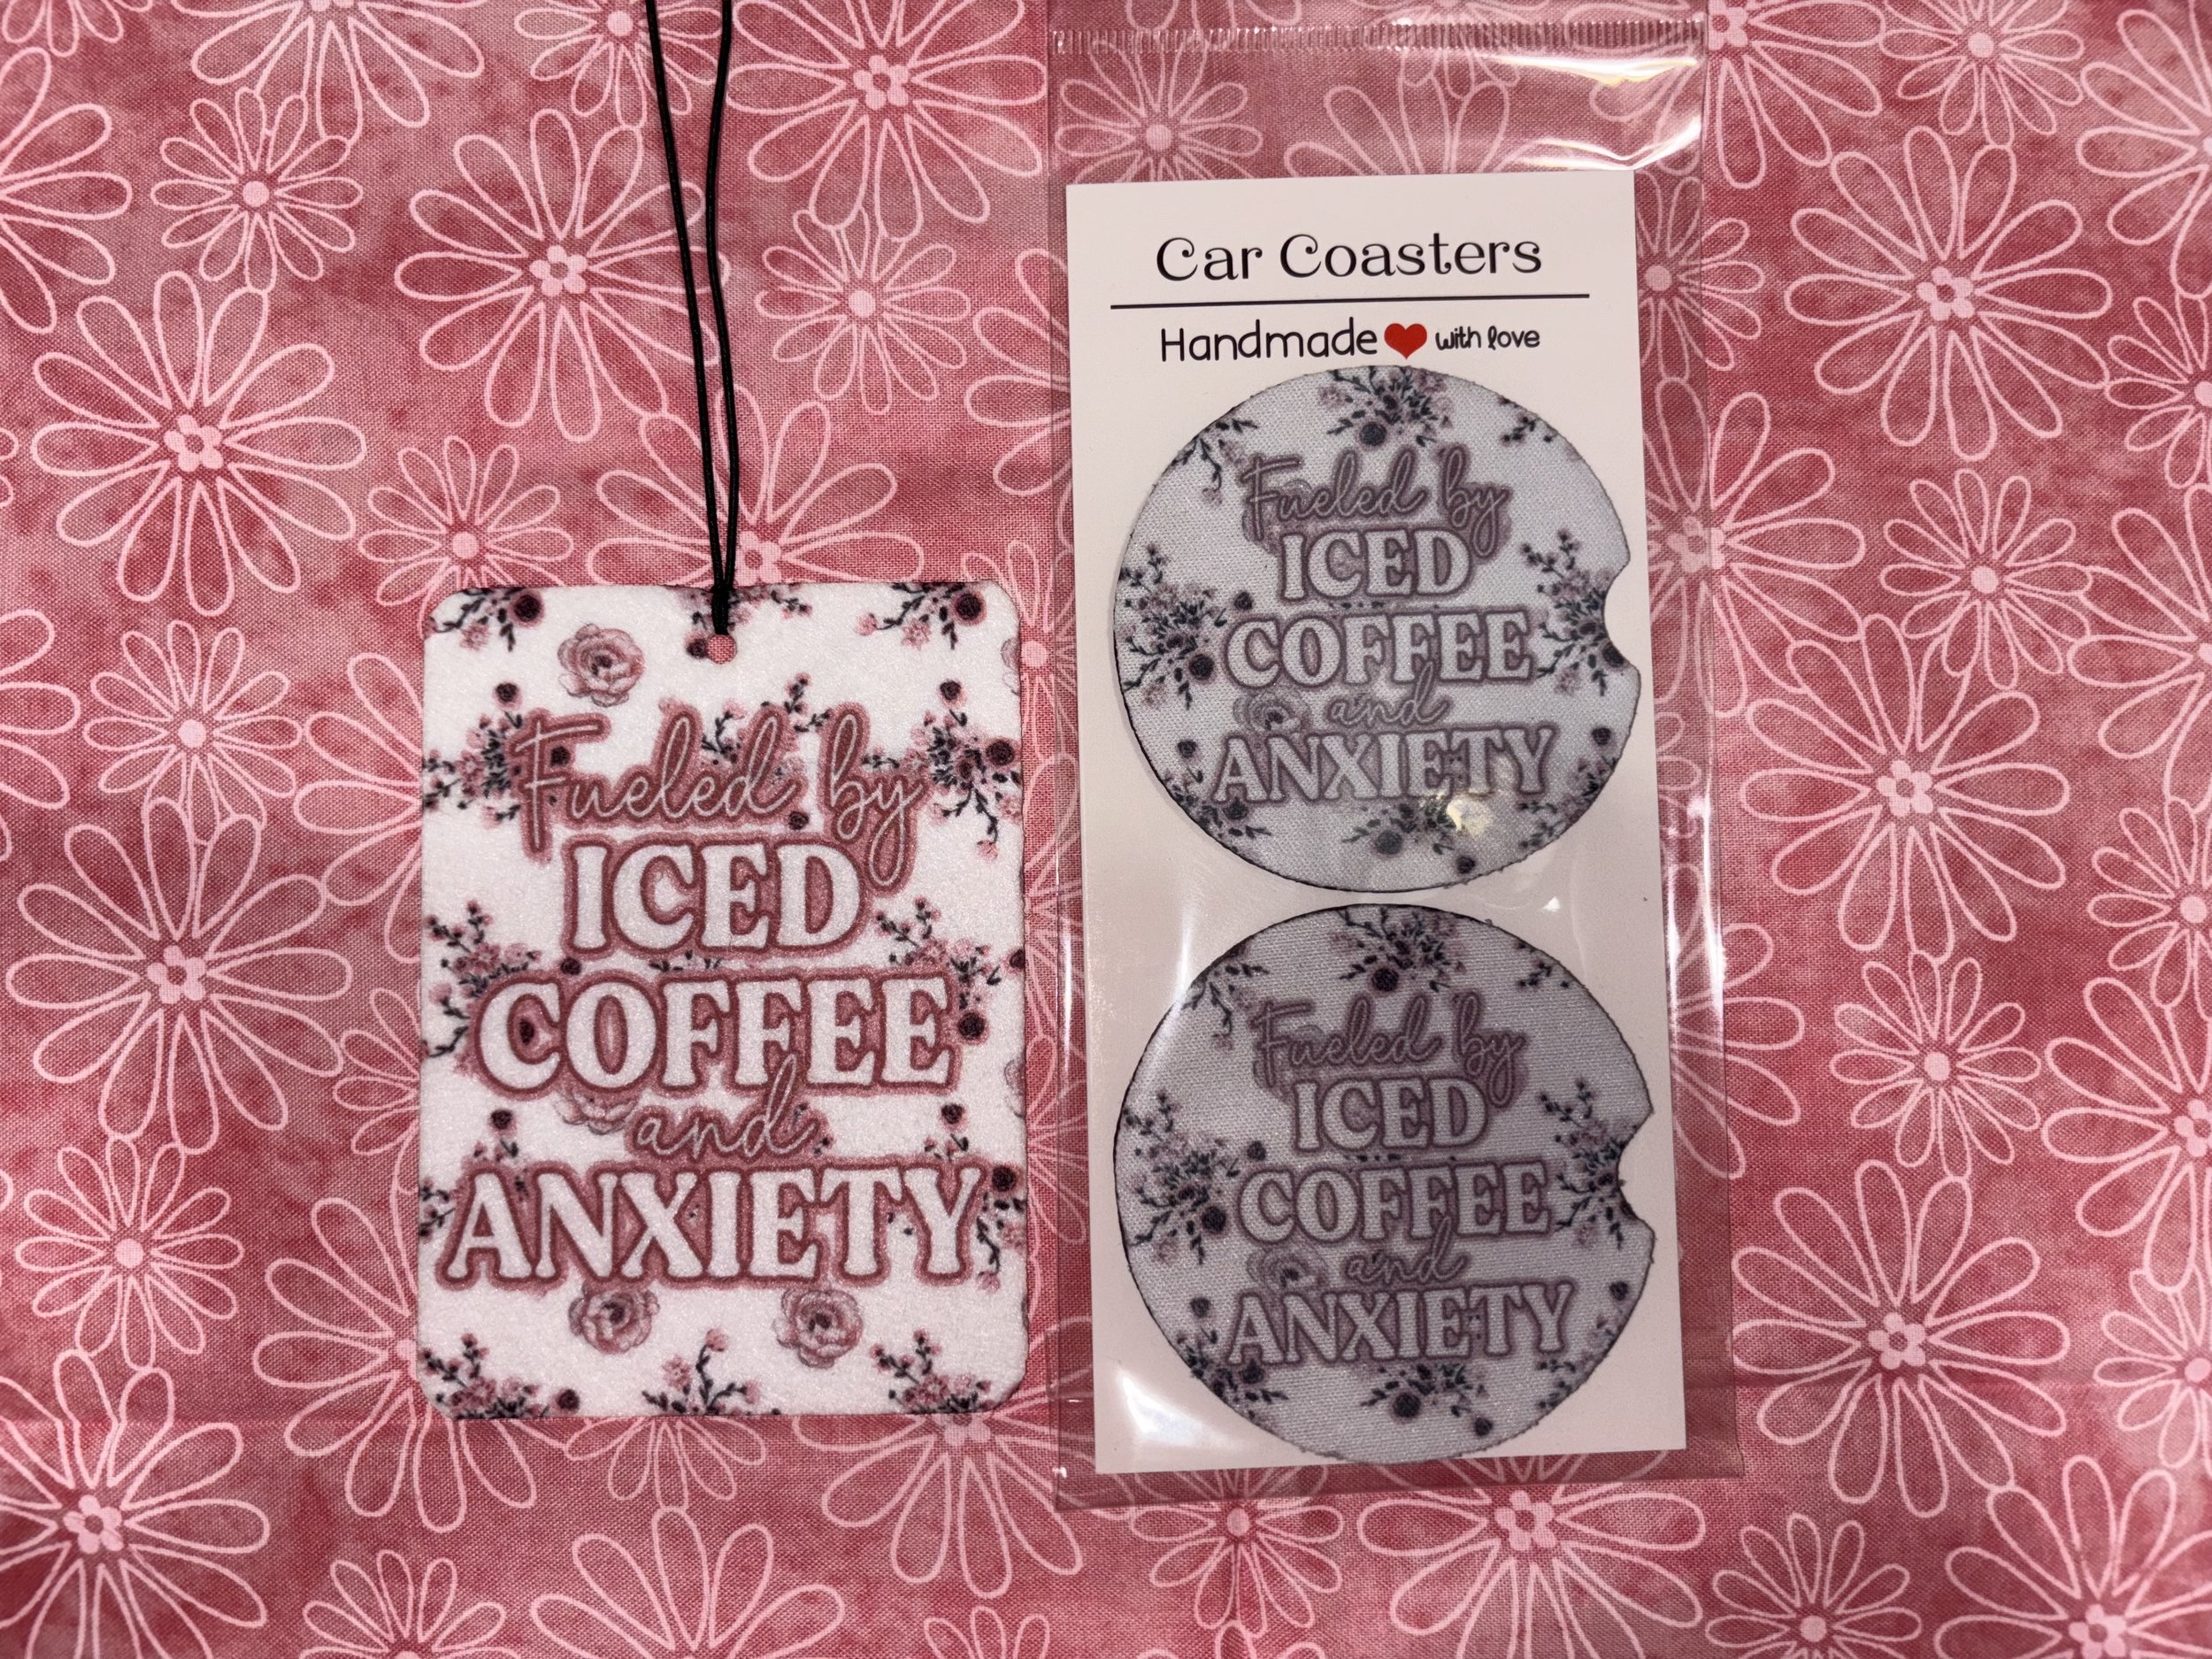 Fueled by
ICED
COFFEE
and
ANXIETY
Car Coasters
Handmade with love
Fueled by
ICED
COFFEE
and
ANXIETY
Fueled by
ICED
COFFEE
and
ANXIETY